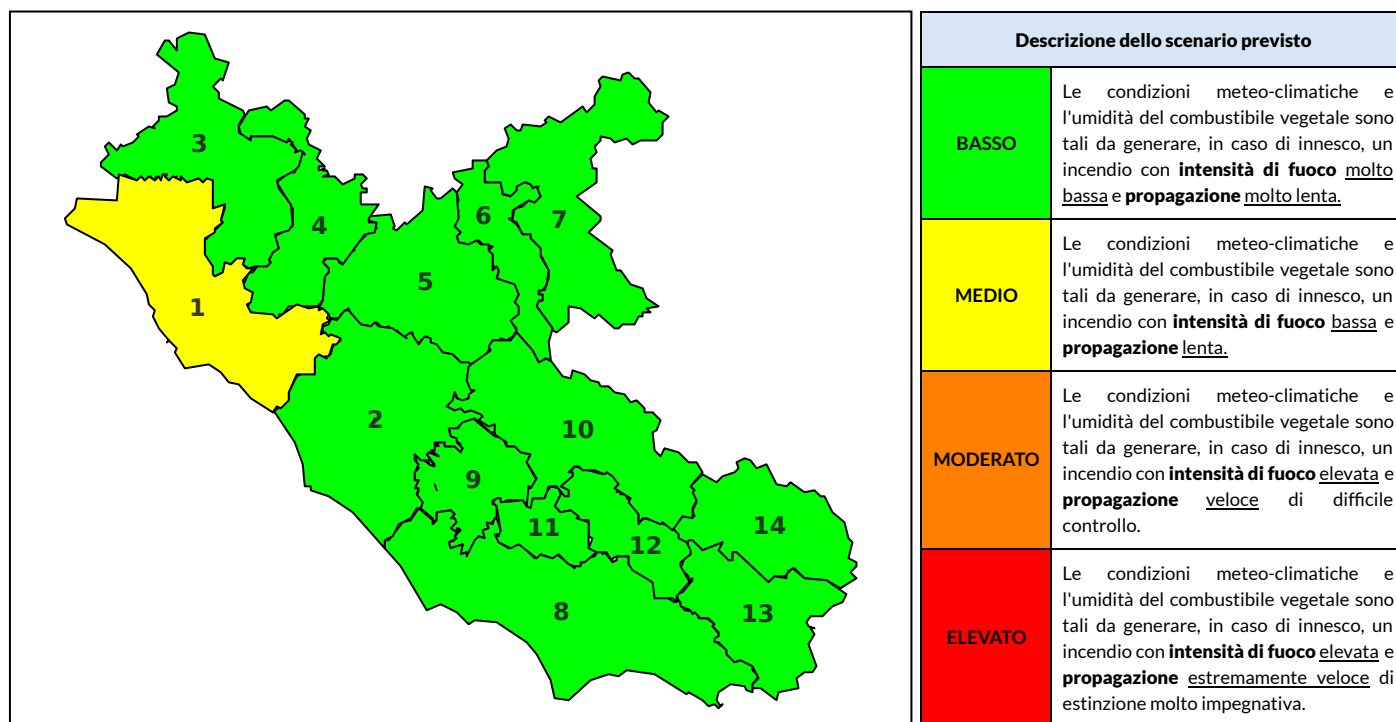 3
4
6
7
5
1
2
10
9
11
12
14
8
13
Descrizione dello scenario previsto
BASSO
Le condizioni meteo-climatiche e
l'umidità del combustibile vegetale sono
tali da generare, in caso di innesco, un
incendio con intensità di fuoco molto
bassa e propagazione molto lenta.
MEDIO
Le condizioni meteo-climatiche e
l'umidità del combustibile vegetale sono
tali da generare, in caso di innesco, un
incendio con intensità di fuoco bassa e
propagazione lenta.
MODERATO
Le condizioni meteo-climatiche e
l'umidità del combustibile vegetale sono
tali da generare, in caso di innesco, un
incendio con intensità di fuoco elevata e
propagazione veloce di difficile
controllo.
ELEVATO
Le condizioni meteo-climatiche e
l'umidità del combustibile vegetale sono
tali da generare, in caso di innesco, un
incendio con intensità di fuoco elevata e
propagazione estremamente veloce di
estinzione molto impegnativa.